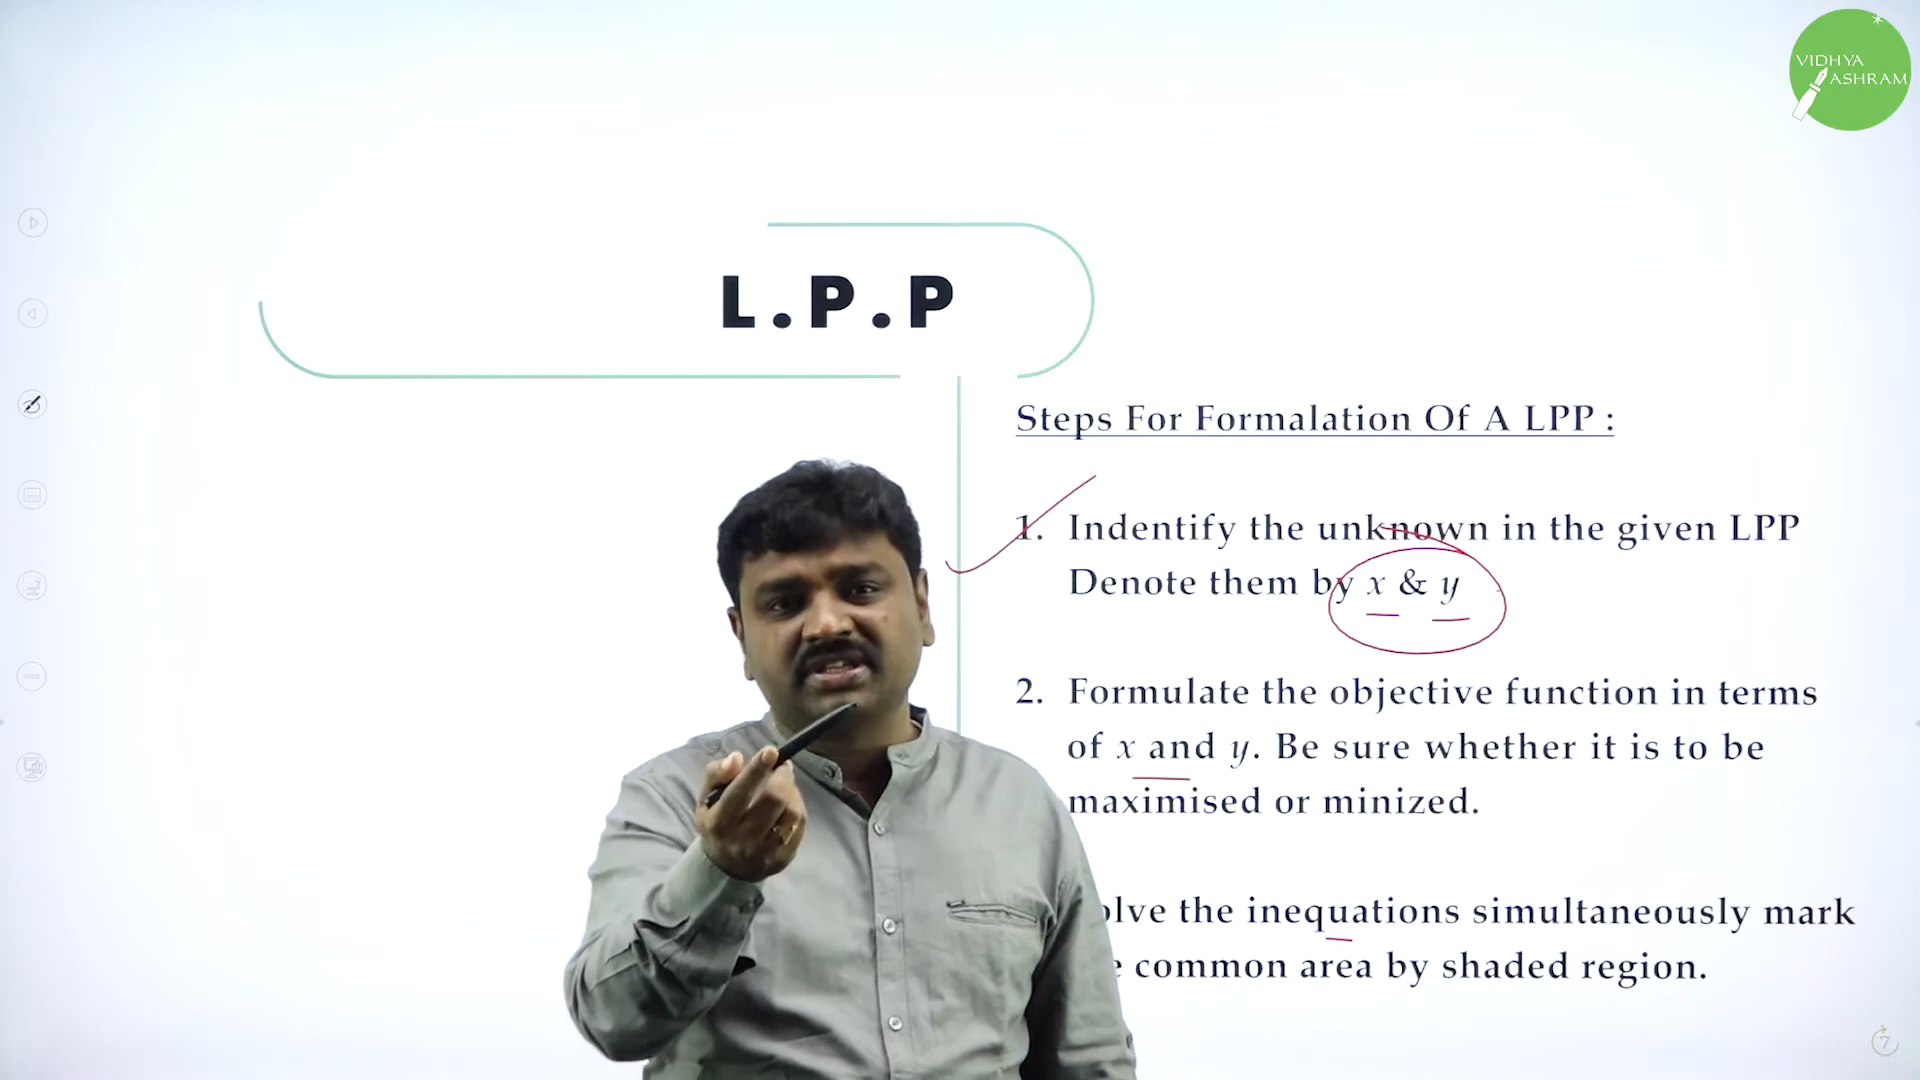 VIDHYA
ASHRAM
L.P.P
Steps For Formalation Of A LPP :
1. Indentify the unknown in the given LPP
Denote them by x & y
2. Formulate the objective function in terms
of x and y. Be sure whether it is to be
maximised or minized.
the inequations simultaneously mark
common area by shaded region.
7